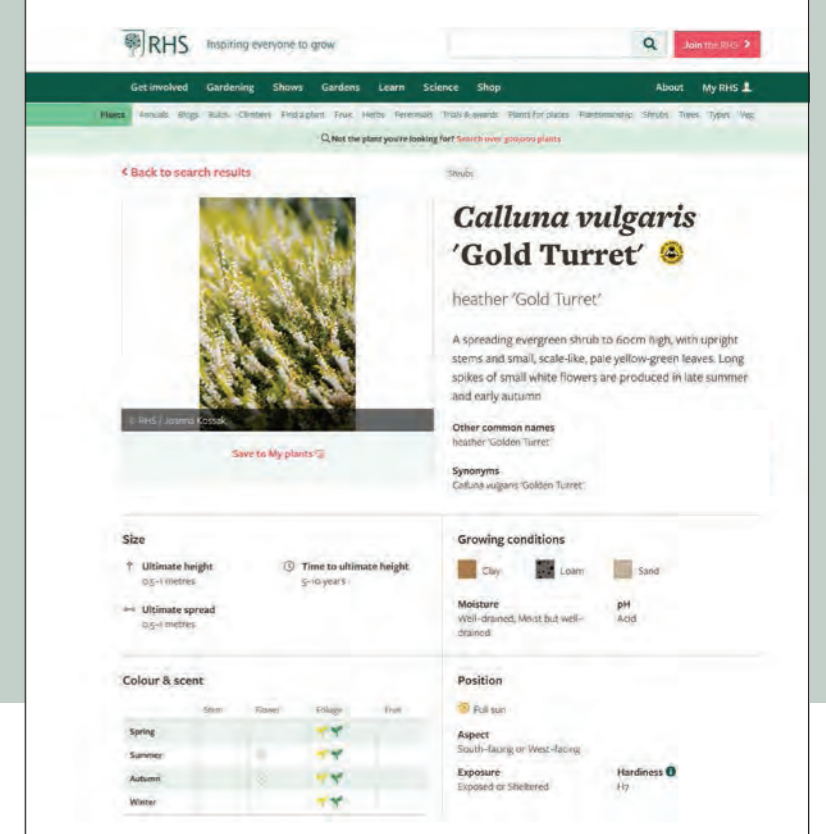 RHS Inspiring everyone to grow
Join the RHS
Get involved Gardening Shows Gardens Learn Science Shop About My RHS
Plants Annuals Blogs Bulbs Climbers Find a plant Fruit Herbs Perennials Trials & awards Plants for places Plantsmanship Shrubs Trees Types Veg
Not the plant you're looking for? Search over 300,000 plants
< Back to search results
Shrubs
Calluna vulgaris
'Gold Turret'
heather 'Gold Turret'
A spreading evergreen shrub to 60cm high, with upright
stems and small, scale-like, pale yellow-green leaves. Long
spikes of small white flowers are produced in late summer
and early autumn
Other common names
heather 'Golden Turret'
Synonyms
Calluna vulgaris 'Golden Turret'
© RHS / Joanna Kossak
Save to My plants
Size
Ultimate height
0.5-1 metres
Time to ultimate height
5-10 years
Ultimate spread
0.5-1 metres
Growing conditions
Clay Loam Sand
Moisture
Well-drained, Moist but well-
drained
pH
Acid
Colour & scent
Stem Flower Foliage Fruit
Spring
Summer
Autumn
Winter
Position
Full sun
Aspect
South-facing or West-facing
Exposure
Exposed or Sheltered
Hardiness
H7